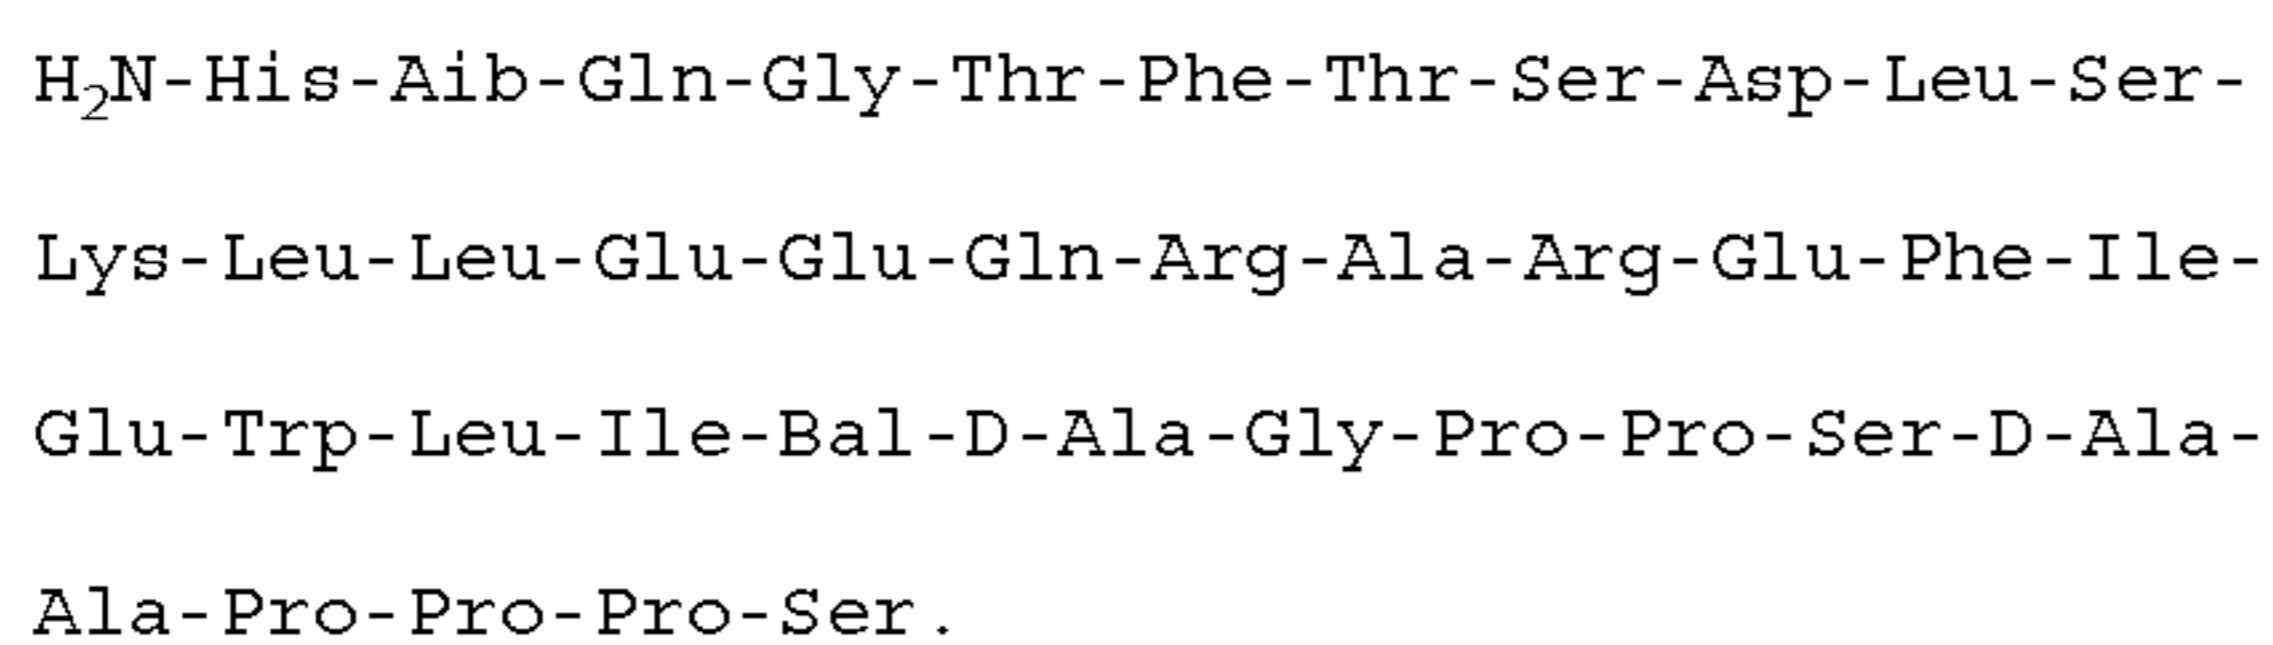 H₂N-His-Aib-Gln-Gly-Thr-Phe-Thr-Ser-Asp-Leu-Ser-
Lys-Leu-Leu-Glu-Glu-Gln-Arg-Ala-Arg-Glu-Phe-Ile-
Glu-Trp-Leu-Ile-Bal-D-Ala-Gly-Pro-Pro-Ser-D-Ala-
Ala-Pro-Pro-Pro-Ser.